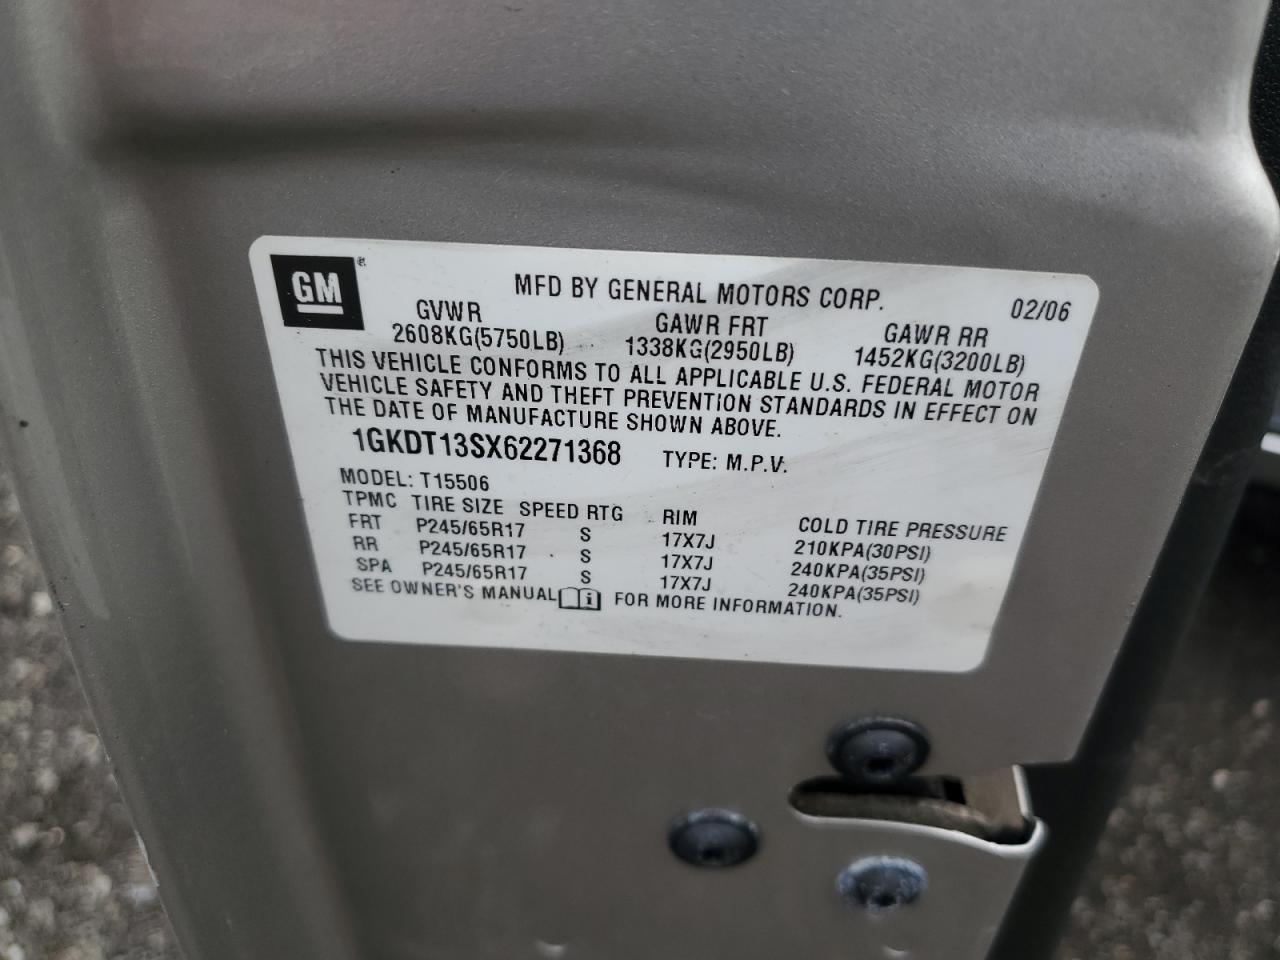 GM ®
MFD BY GENERAL MOTORS CORP.
02/06
GVWR GAWR FRT GAWR RR
2608KG(5750LB) 1338KG(2950LB) 1452KG(3200LB)
THIS VEHICLE CONFORMS TO ALL APPLICABLE U.S. FEDERAL MOTOR
VEHICLE SAFETY AND THEFT PREVENTION STANDARDS IN EFFECT ON
THE DATE OF MANUFACTURE SHOWN ABOVE.
1GKDT13SX62271368 TYPE: M.P.V.
MODEL: T15506
TPMC TIRE SIZE SPEED RTG RIM COLD TIRE PRESSURE
FRT P245/65R17 S 17X7J 210KPA(30PSI)
RR P245/65R17 S 17X7J 240KPA(35PSI)
SPA P245/65R17 S 17X7J 240KPA(35PSI)
SEE OWNER'S MANUAL i FOR MORE INFORMATION.